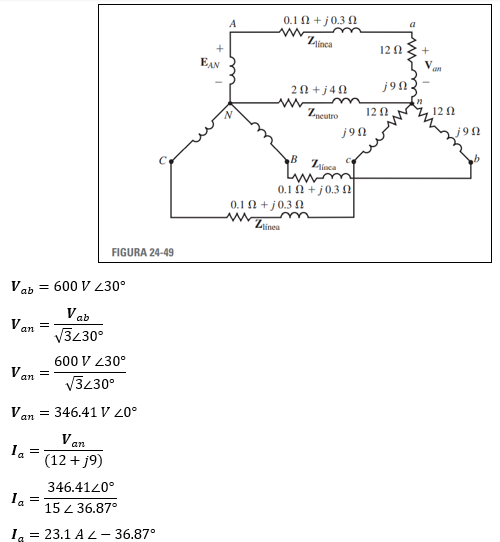 A
0.1 Ω + j 0.3 Ω
a
Zlínea
+
12 Ω
+
EAN
Van
−
j 9 Ω
−
2 Ω + j 4 Ω
n
N
Zneutro
12 Ω
12 Ω
j 9 Ω
j 9 Ω
C
B
Zlínea
c
b
0.1 Ω + j 0.3 Ω
0.1 Ω + j 0.3 Ω
Zlínea
FIGURA 24-49
Vab = 600 V ∠30°
Van = Vab / √3∠30°
Van = 600 V ∠30° / √3∠30°
Van = 346.41 V ∠0°
Ia = Van / (12 + j9)
Ia = 346.41∠0° / 15 ∠ 36.87°
Ia = 23.1 A ∠ − 36.87°